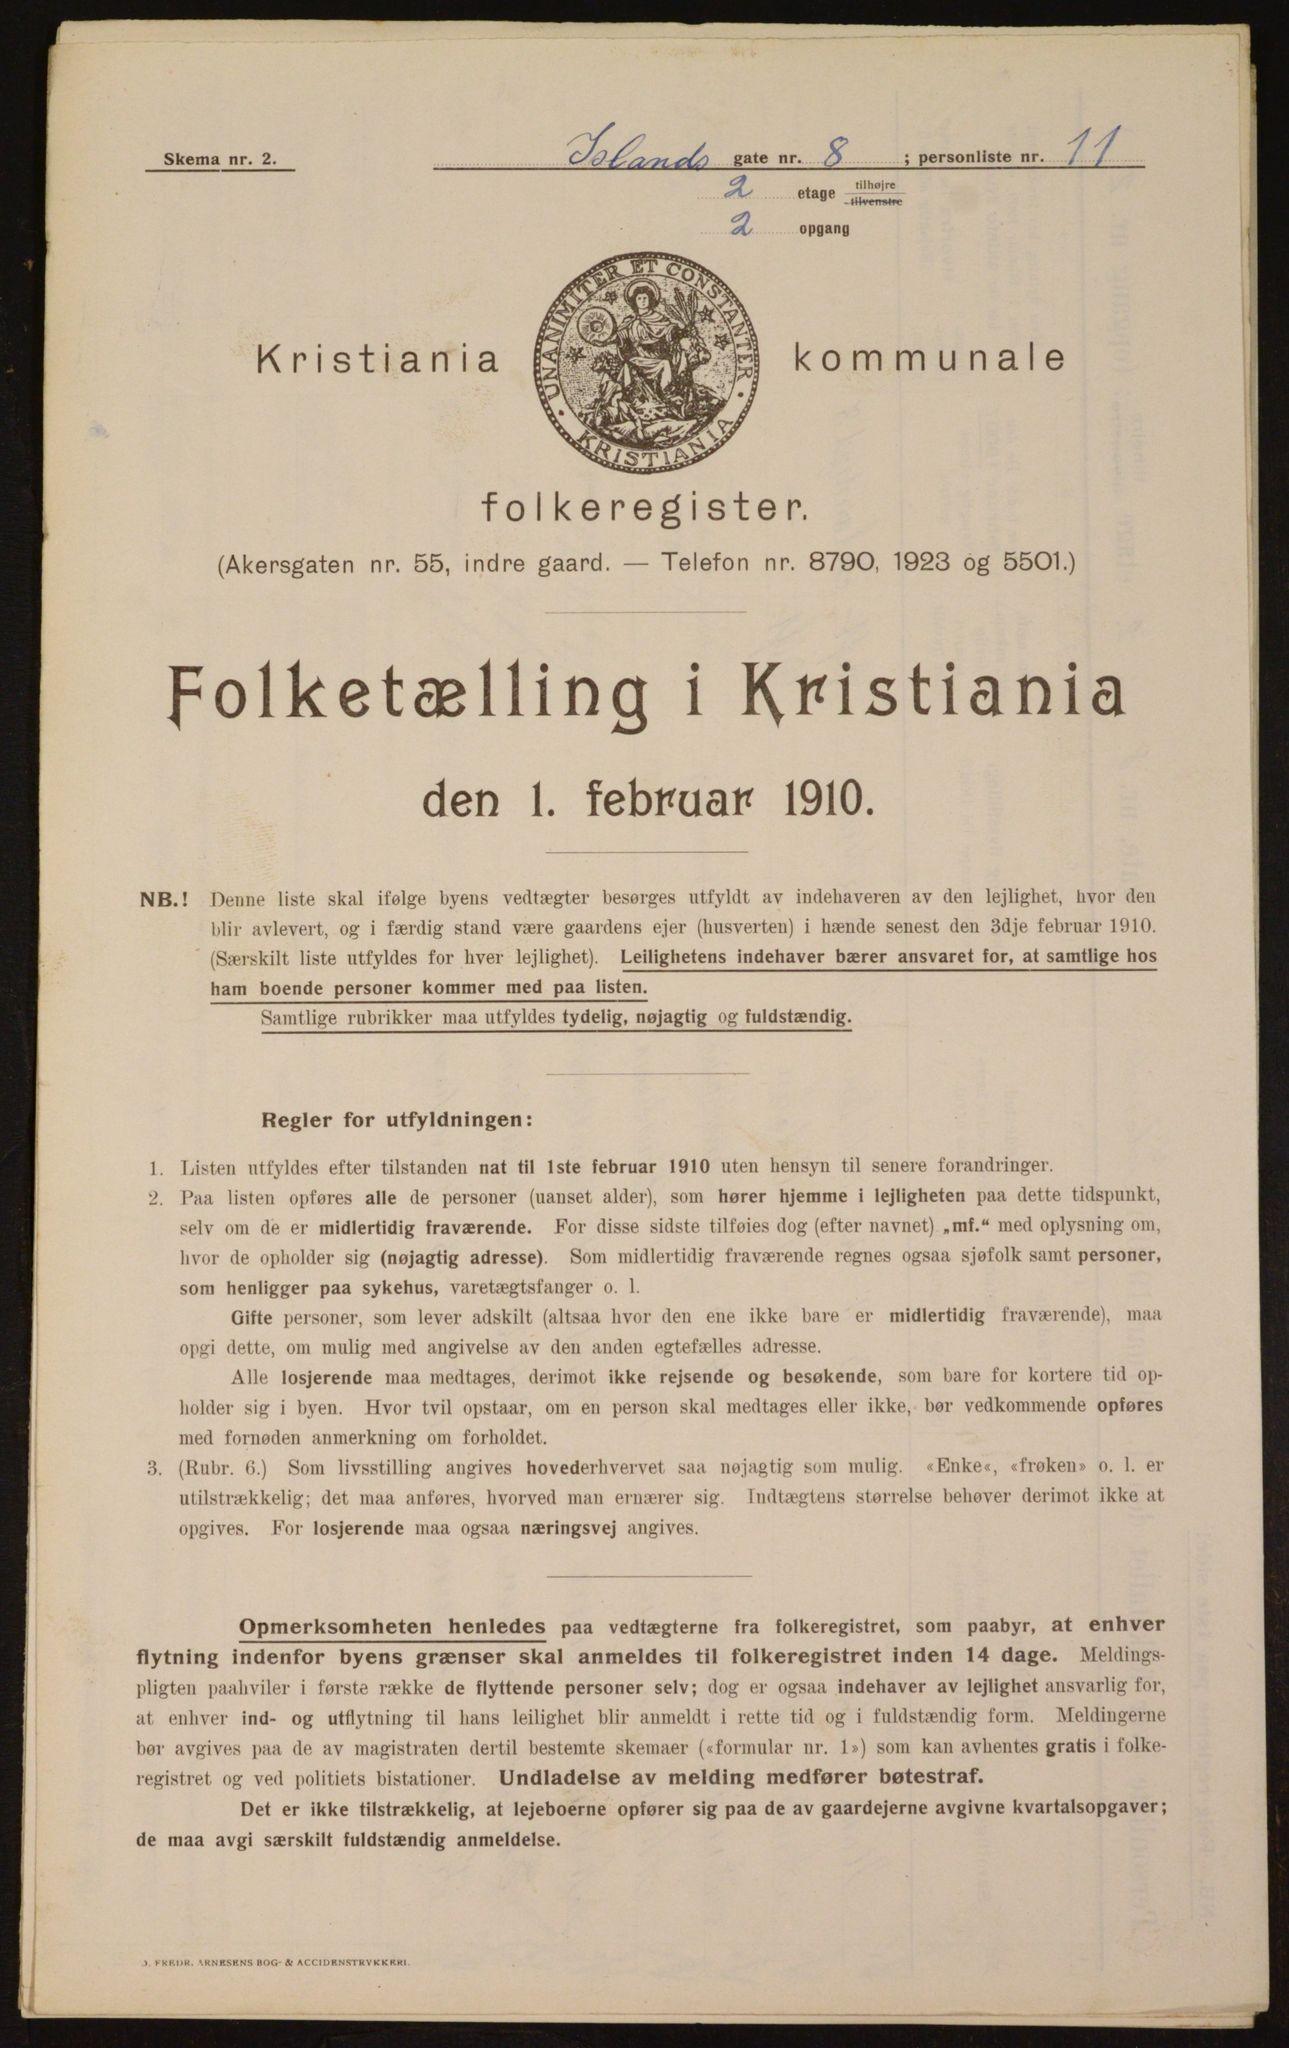 Skema nr. 2.
Islands gate nr. 8 ; personliste nr. 11
2 etage tilhøjre
tilvenstre
2 opgang
UNANIMITER ET CONSTANTER
KRISTIANIA
Kristiania kommunale
folkeregister.
(Akersgaten nr. 55, indre gaard. — Telefon nr. 8790, 1923 og 5501.)
Folketælling i Kristiania
den 1. februar 1910.
NB.! Denne liste skal ifølge byens vedtægter besørges utfyldt av indehaveren av den lejlighet, hvor den
blir avlevert, og i færdig stand være gaardens ejer (husverten) i hænde senest den 3dje februar 1910.
(Særskilt liste utfyldes for hver lejlighet). Leilighetens indehaver bærer ansvaret for, at samtlige hos
ham boende personer kommer med paa listen.
Samtlige rubrikker maa utfyldes tydelig, nøjagtig og fuldstændig.
Regler for utfyldningen:
1. Listen utfyldes efter tilstanden nat til 1ste februar 1910 uten hensyn til senere forandringer.
2. Paa listen opføres alle de personer (uanset alder), som hører hjemme i lejligheten paa dette tidspunkt,
selv om de er midlertidig fraværende. For disse sidste tilføies dog (efter navnet) „mf.“ med oplysning om,
hvor de opholder sig (nøjagtig adresse). Som midlertidig fraværende regnes ogsaa sjøfolk samt personer,
som henligger paa sykehus, varetægtsfanger o. l.
Gifte personer, som lever adskilt (altsaa hvor den ene ikke bare er midlertidig fraværende), maa
opgi dette, om mulig med angivelse av den anden egtefælles adresse.
Alle losjerende maa medtages, derimot ikke rejsende og besøkende, som bare for kortere tid op-
holder sig i byen. Hvor tvil opstaar, om en person skal medtages eller ikke, bør vedkommende opføres
med fornøden anmerkning om forholdet.
3. (Rubr. 6.) Som livsstilling angives hovederhvervet saa nøjagtig som mulig. «Enke«, «frøken» o. l. er
utilstrækkelig; det maa anføres, hvorved man ernærer sig. Indtægtens størrelse behøver derimot ikke at
opgives. For losjerende maa ogsaa næringsvej angives.
Opmerksomheten henledes paa vedtægterne fra folkeregistret, som paabyr, at enhver
flytning indenfor byens grænser skal anmeldes til folkeregistret inden 14 dage. Meldings-
pligten paahviler i første række de flyttende personer selv; dog er ogsaa indehaver av lejlighet ansvarlig for,
at enhver ind- og utflytning til hans leilighet blir anmeldt i rette tid og i fuldstændig form. Meldingerne
bør avgives paa de av magistraten dertil bestemte skemaer («formular nr. 1») som kan avhentes gratis i folke-
registret og ved politiets bistationer. Undladelse av melding medfører bøtestraf.
Det er ikke tilstrækkelig, at lejeboerne opfører sig paa de av gaardejerne avgivne kvartalsopgaver;
de maa avgi særskilt fuldstændig anmeldelse.
J. FREDR. ARNESENS BOG- & ACCIDENSTRYKKERI.